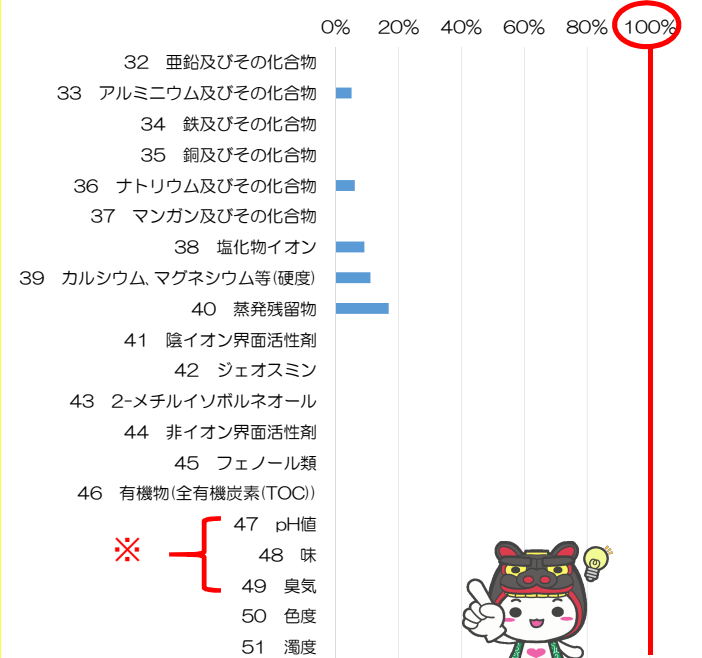 0% 20% 40% 60% 80% 100%
32 亜鉛及びその化合物
33 アルミニウム及びその化合物
34 鉄及びその化合物
35 銅及びその化合物
36 ナトリウム及びその化合物
37 マンガン及びその化合物
38 塩化物イオン
39 カルシウム、マグネシウム等(硬度)
40 蒸発残留物
41 陰イオン界面活性剤
42 ジェオスミン
43 2-メチルイソボルネオール
44 非イオン界面活性剤
45 フェノール類
46 有機物(全有機炭素(TOC))
47 pH値
※ 48 味
49 臭気
50 色度
51 濁度